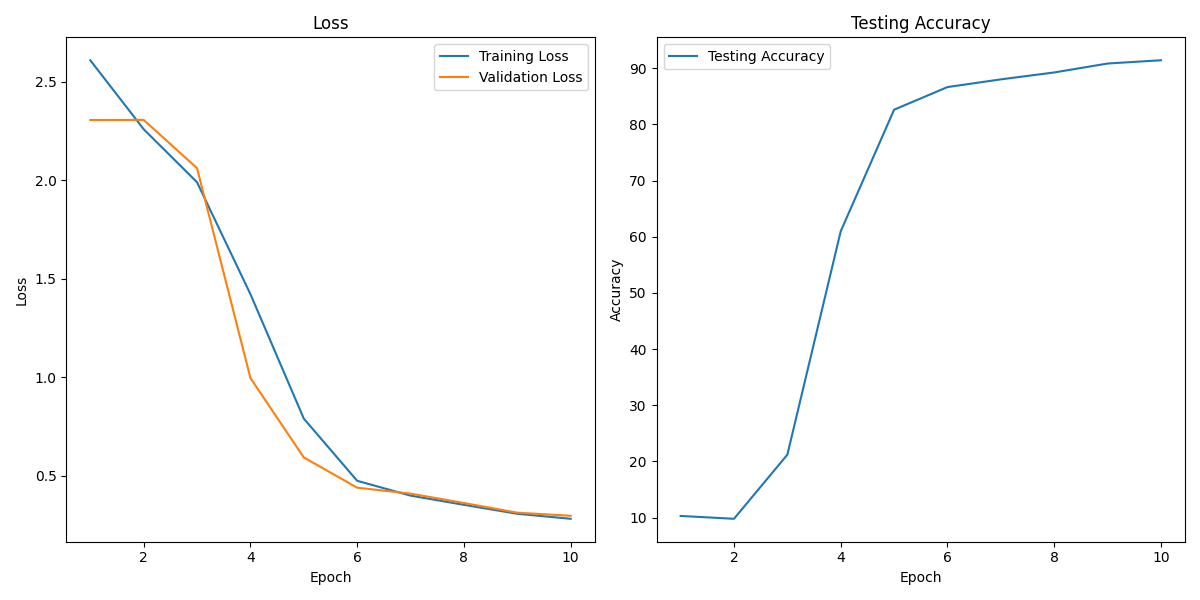 Loss
Training Loss
Validation Loss
2.5
2.0
1.5
1.0
0.5
Loss
2 4 6 8 10
Epoch
Testing Accuracy
Testing Accuracy
90
80
70
60
50
40
30
20
10
Accuracy
2 4 6 8 10
Epoch